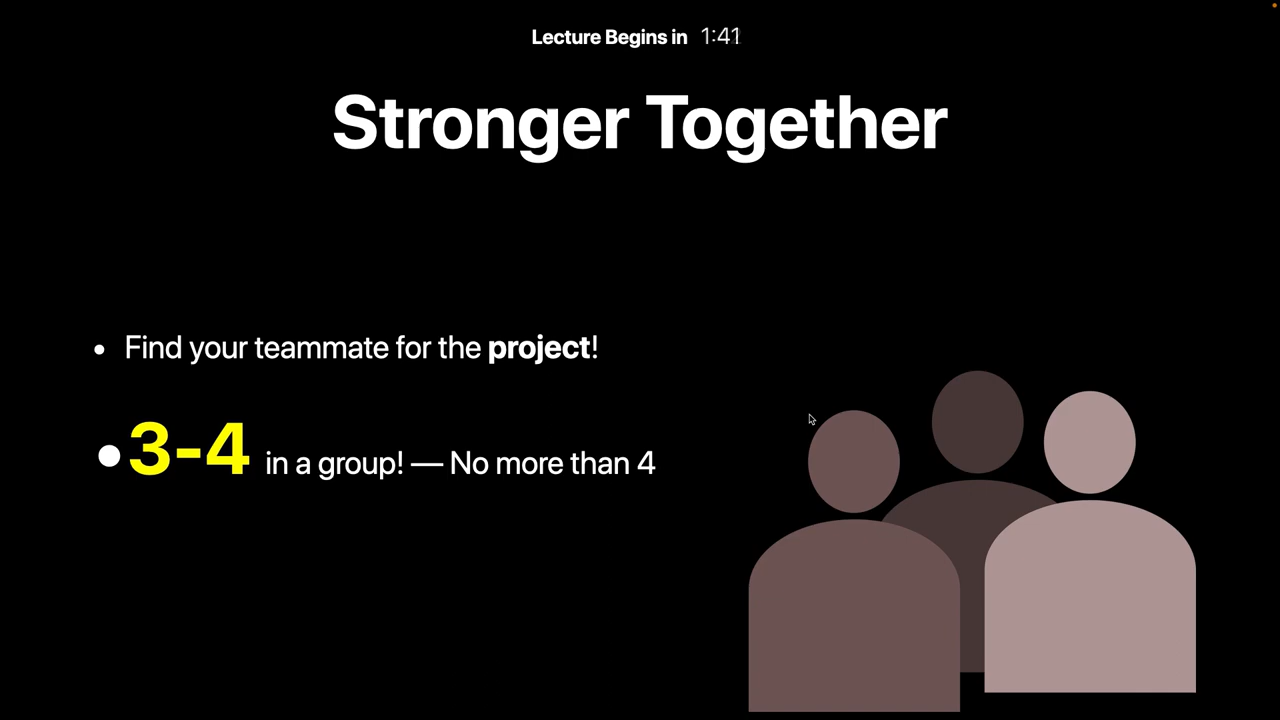 Lecture Begins in 1:41
Stronger Together
• Find your teammate for the project!
• 3-4 in a group! — No more than 4